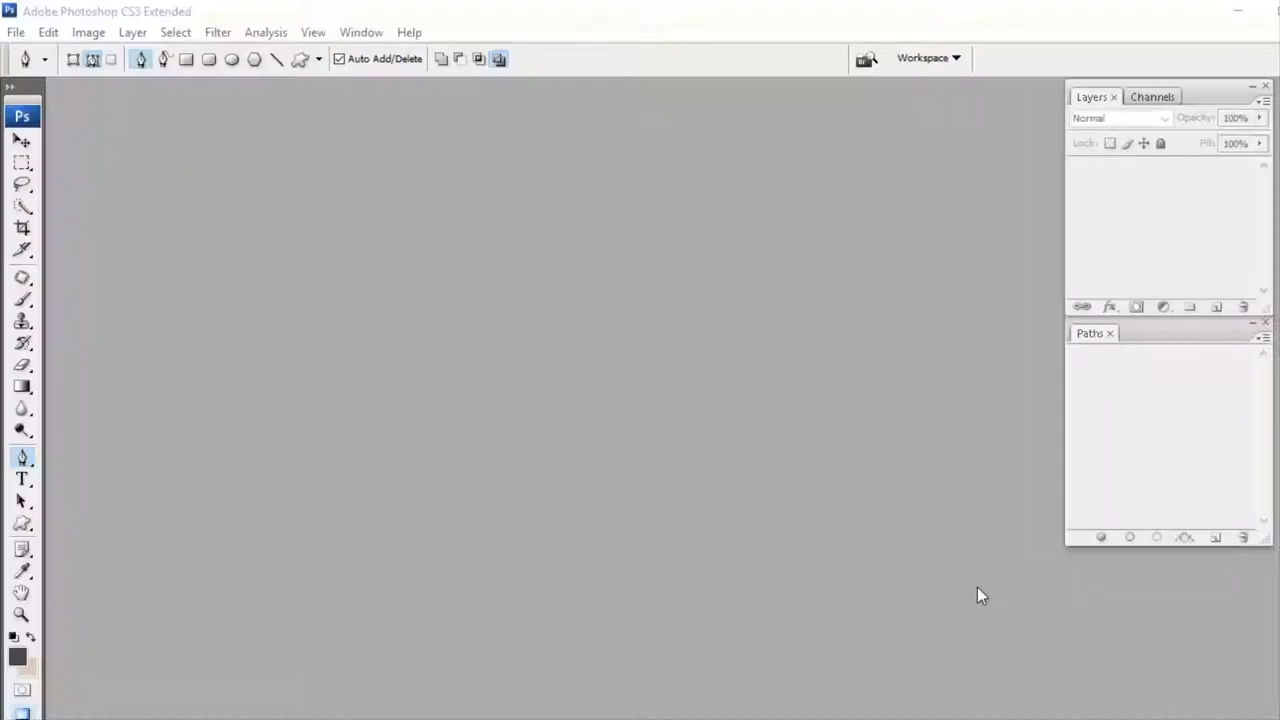 Ps Adobe Photoshop CS3 Extended
File Edit Image Layer Select Filter Analysis View Window Help
Auto Add/Delete Workspace
Ps
Layers Channels
Normal Opacity: 100%
Lock: Fill: 100%
Paths
T